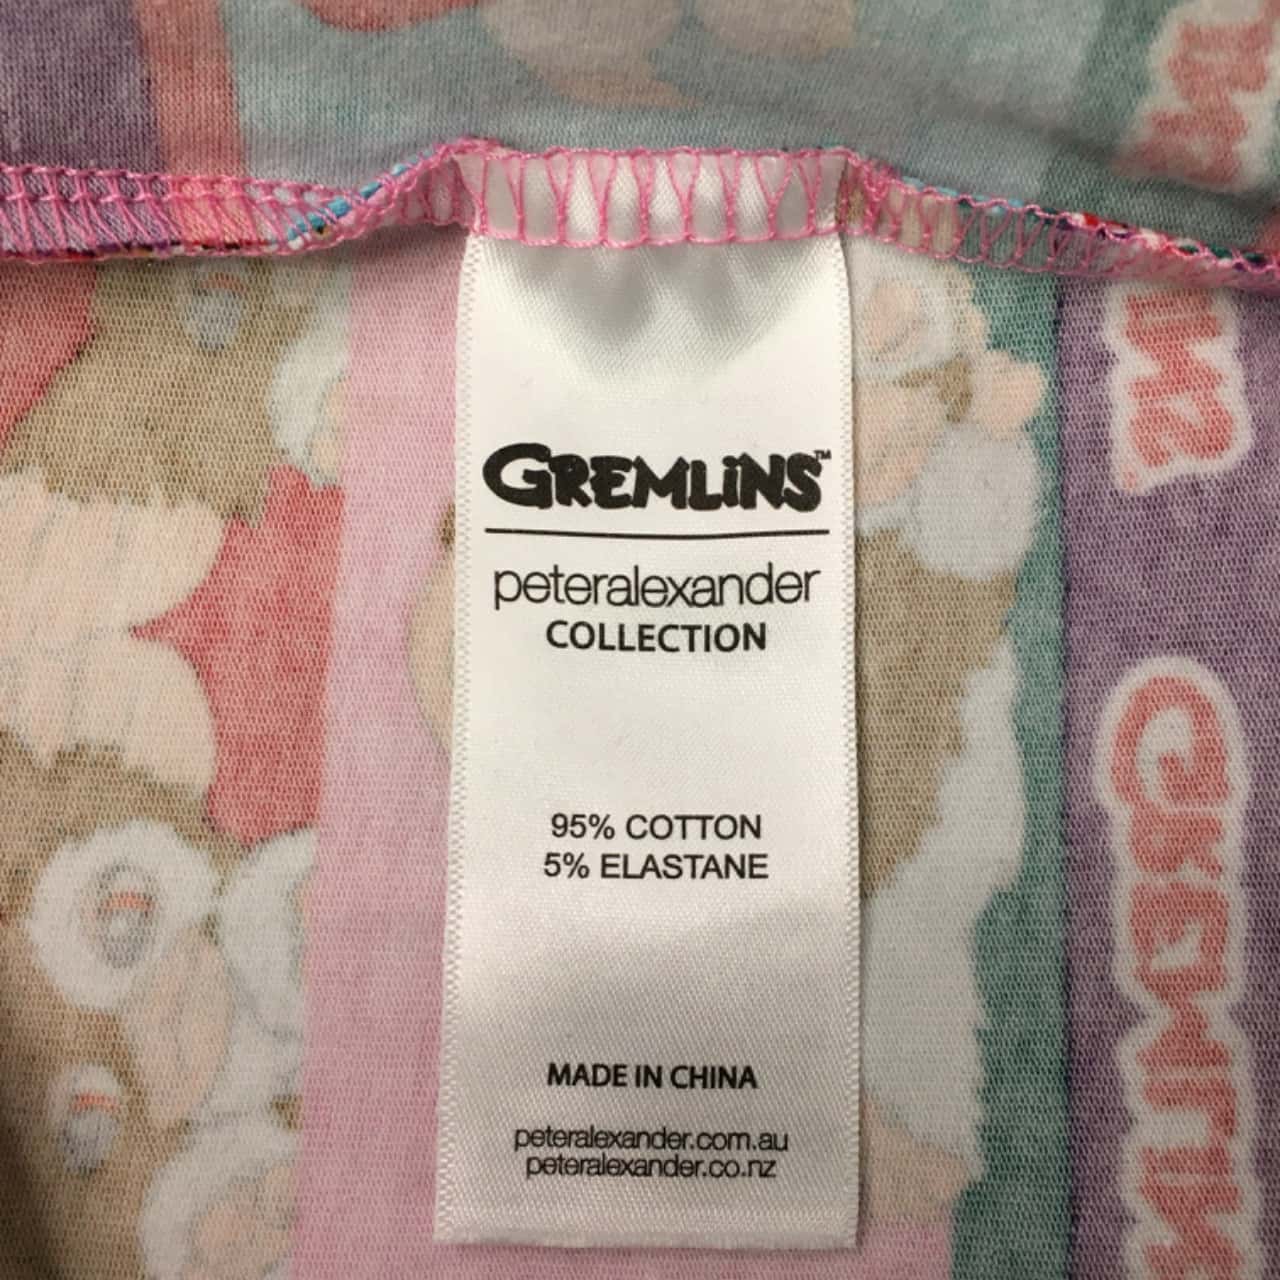 GREMLiNS™
peteralexander
COLLECTION
95% COTTON
5% ELASTANE
MADE IN CHINA
peteralexander.com.au
peteralexander.co.nz
GREMLINS